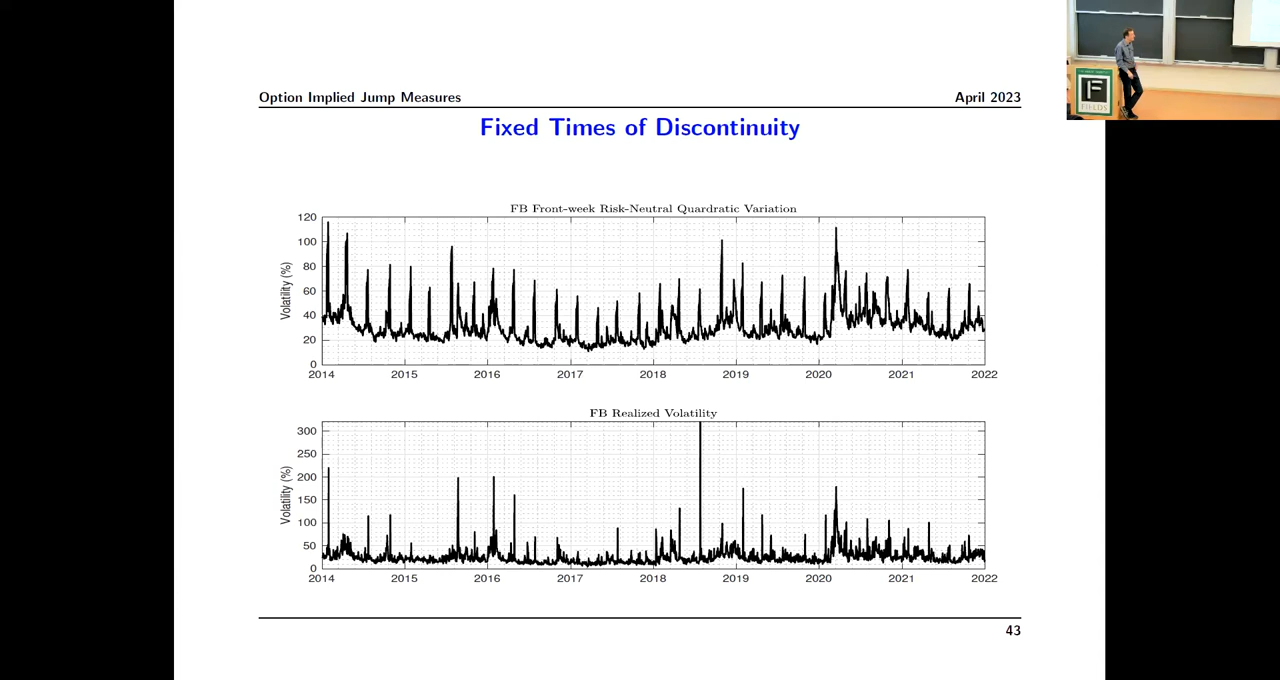 Option Implied Jump Measures April 2023
Fixed Times of Discontinuity
FB Front-week Risk-Neutral Quardratic Variation
Volatility (%)
120
100
80
60
40
20
0
2014 2015 2016 2017 2018 2019 2020 2021 2022
FB Realized Volatility
Volatility (%)
300
250
200
150
100
50
0
2014 2015 2016 2017 2018 2019 2020 2021 2022
43
F
FIELDS